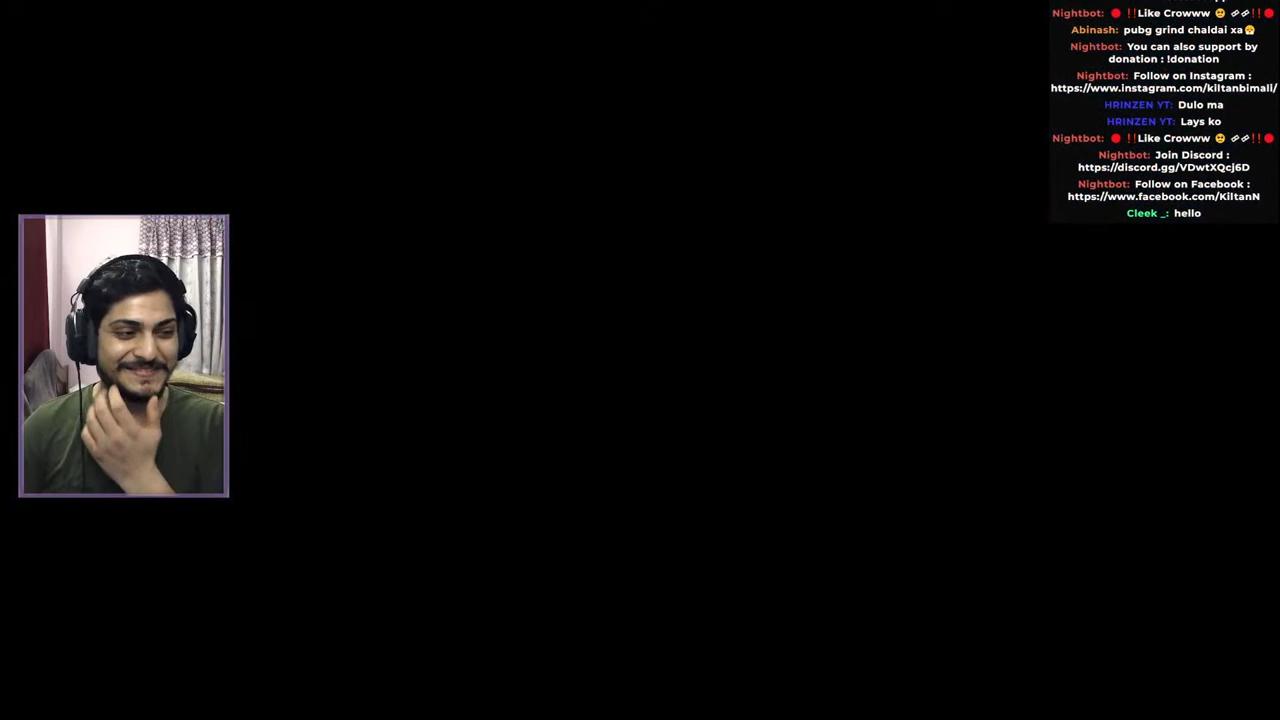 Nightbot: 🔴 ‼️Like Crowww 🙂 🔗🔗‼️🔴
Abinash: pubg grind chaldai xa😤
Nightbot: You can also support by
donation : !donation
Nightbot: Follow on Instagram :
https://www.instagram.com/kiltanbimali/
HRINZEN YT: Dulo ma
HRINZEN YT: Lays ko
Nightbot: 🔴 ‼️Like Crowww 🙂 🔗🔗‼️🔴
Nightbot: Join Discord :
https://discord.gg/VDwtXQcj6D
Nightbot: Follow on Facebook :
https://www.facebook.com/KiltanN
Cleek _: hello